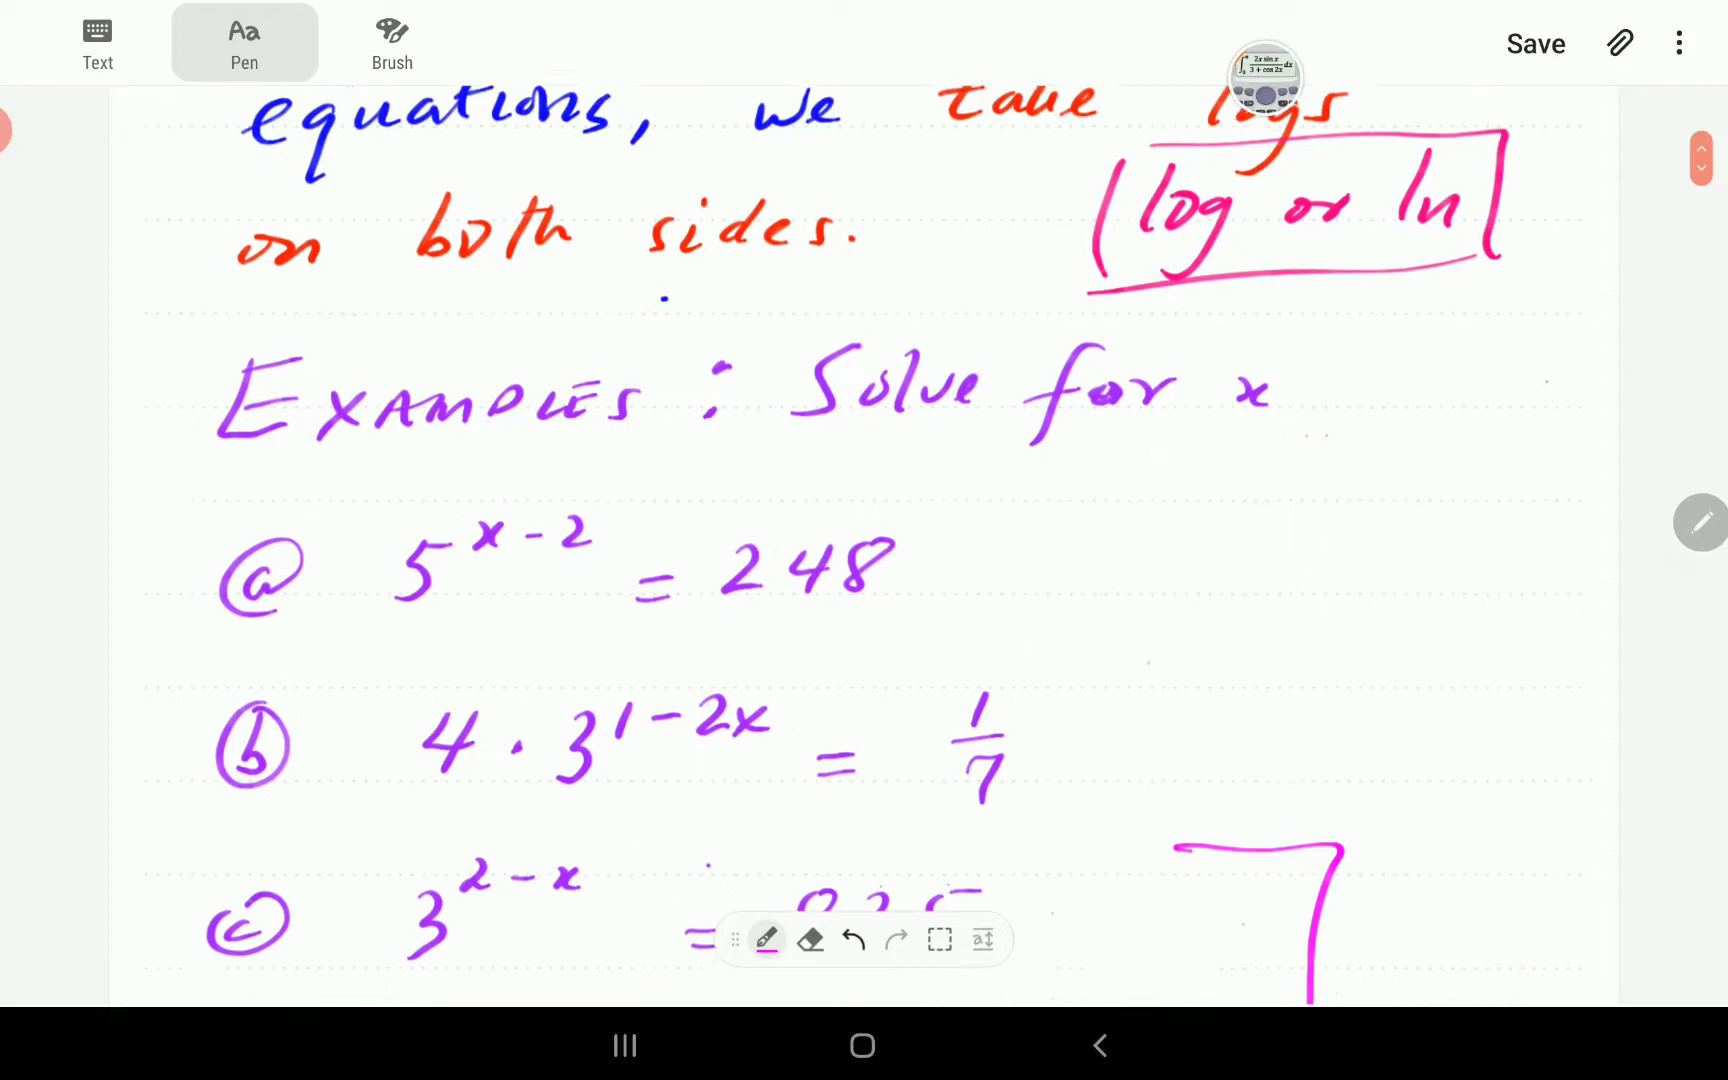 Text
Aa
Pen
Brush
Save
equations, we take logs
on both sides. (log or ln)
EXAMPLES : Solve for x
ⓐ 5^{x-2} = 248
ⓑ 4 · 3^{1-2x} = 1/7
ⓒ 3^{2-x} =